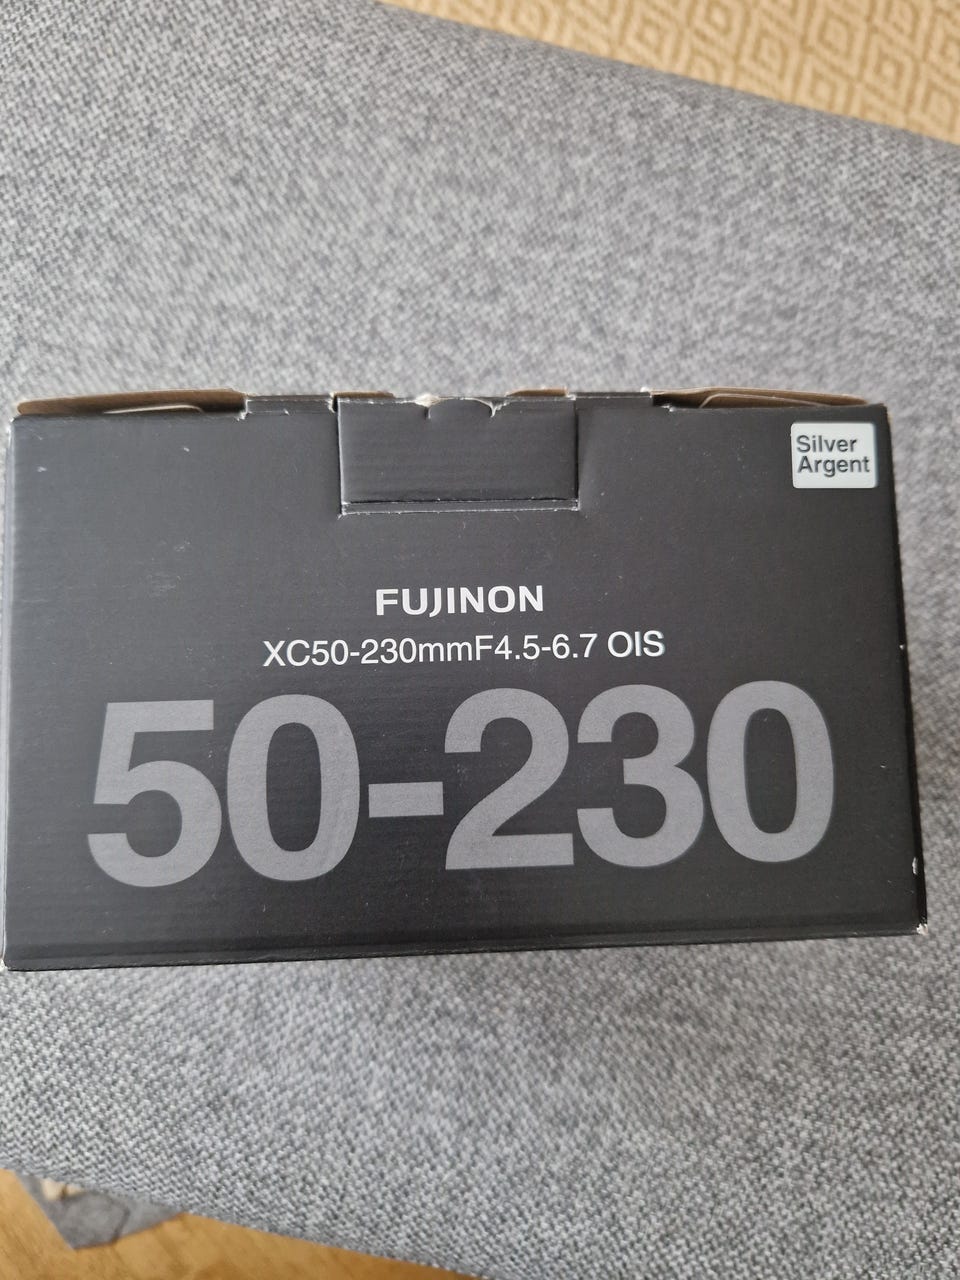 Silver
Argent
FUJINON
XC50-230mmF4.5-6.7 OIS
50-230